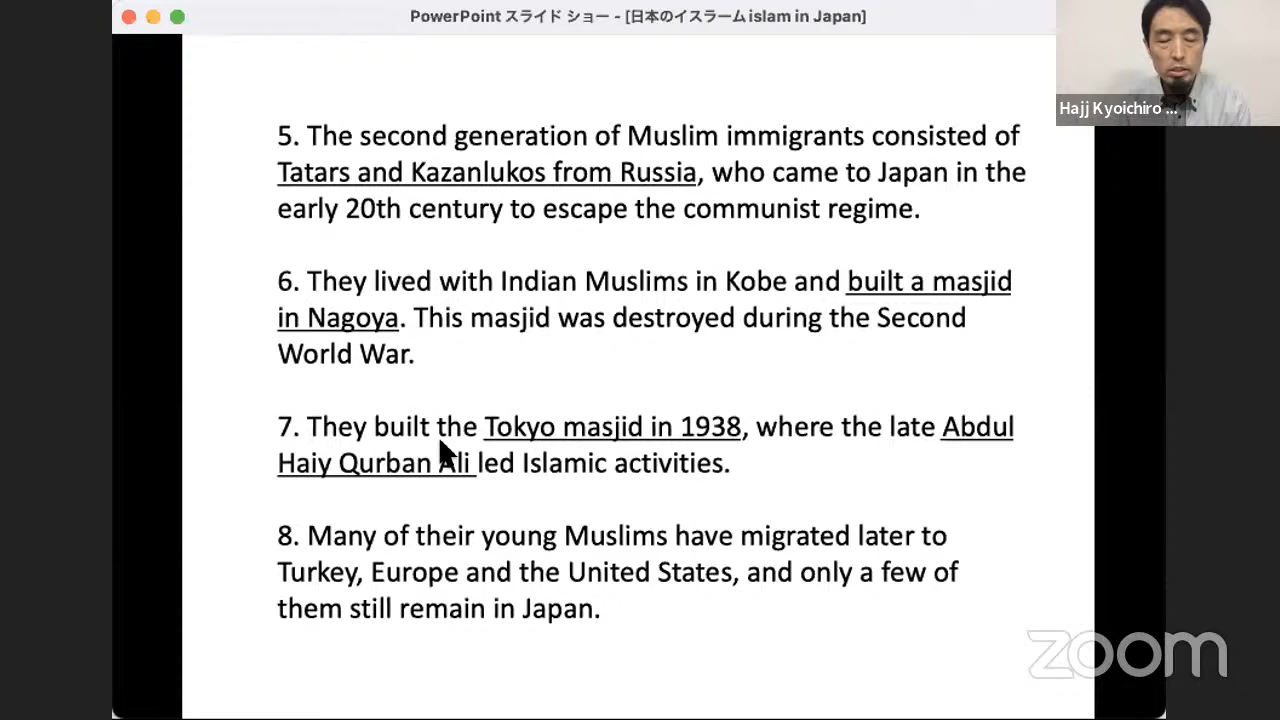 PowerPoint スライド ショー - [日本のイスラームislam in Japan]
Hajj Kyoichiro ...
5. The second generation of Muslim immigrants consisted of
Tatars and Kazanlukos from Russia, who came to Japan in the
early 20th century to escape the communist regime.
6. They lived with Indian Muslims in Kobe and built a masjid
in Nagoya. This masjid was destroyed during the Second
World War.
7. They built the Tokyo masjid in 1938, where the late Abdul
Haiy Qurban Ali led Islamic activities.
8. Many of their young Muslims have migrated later to
Turkey, Europe and the United States, and only a few of
them still remain in Japan.
zoom